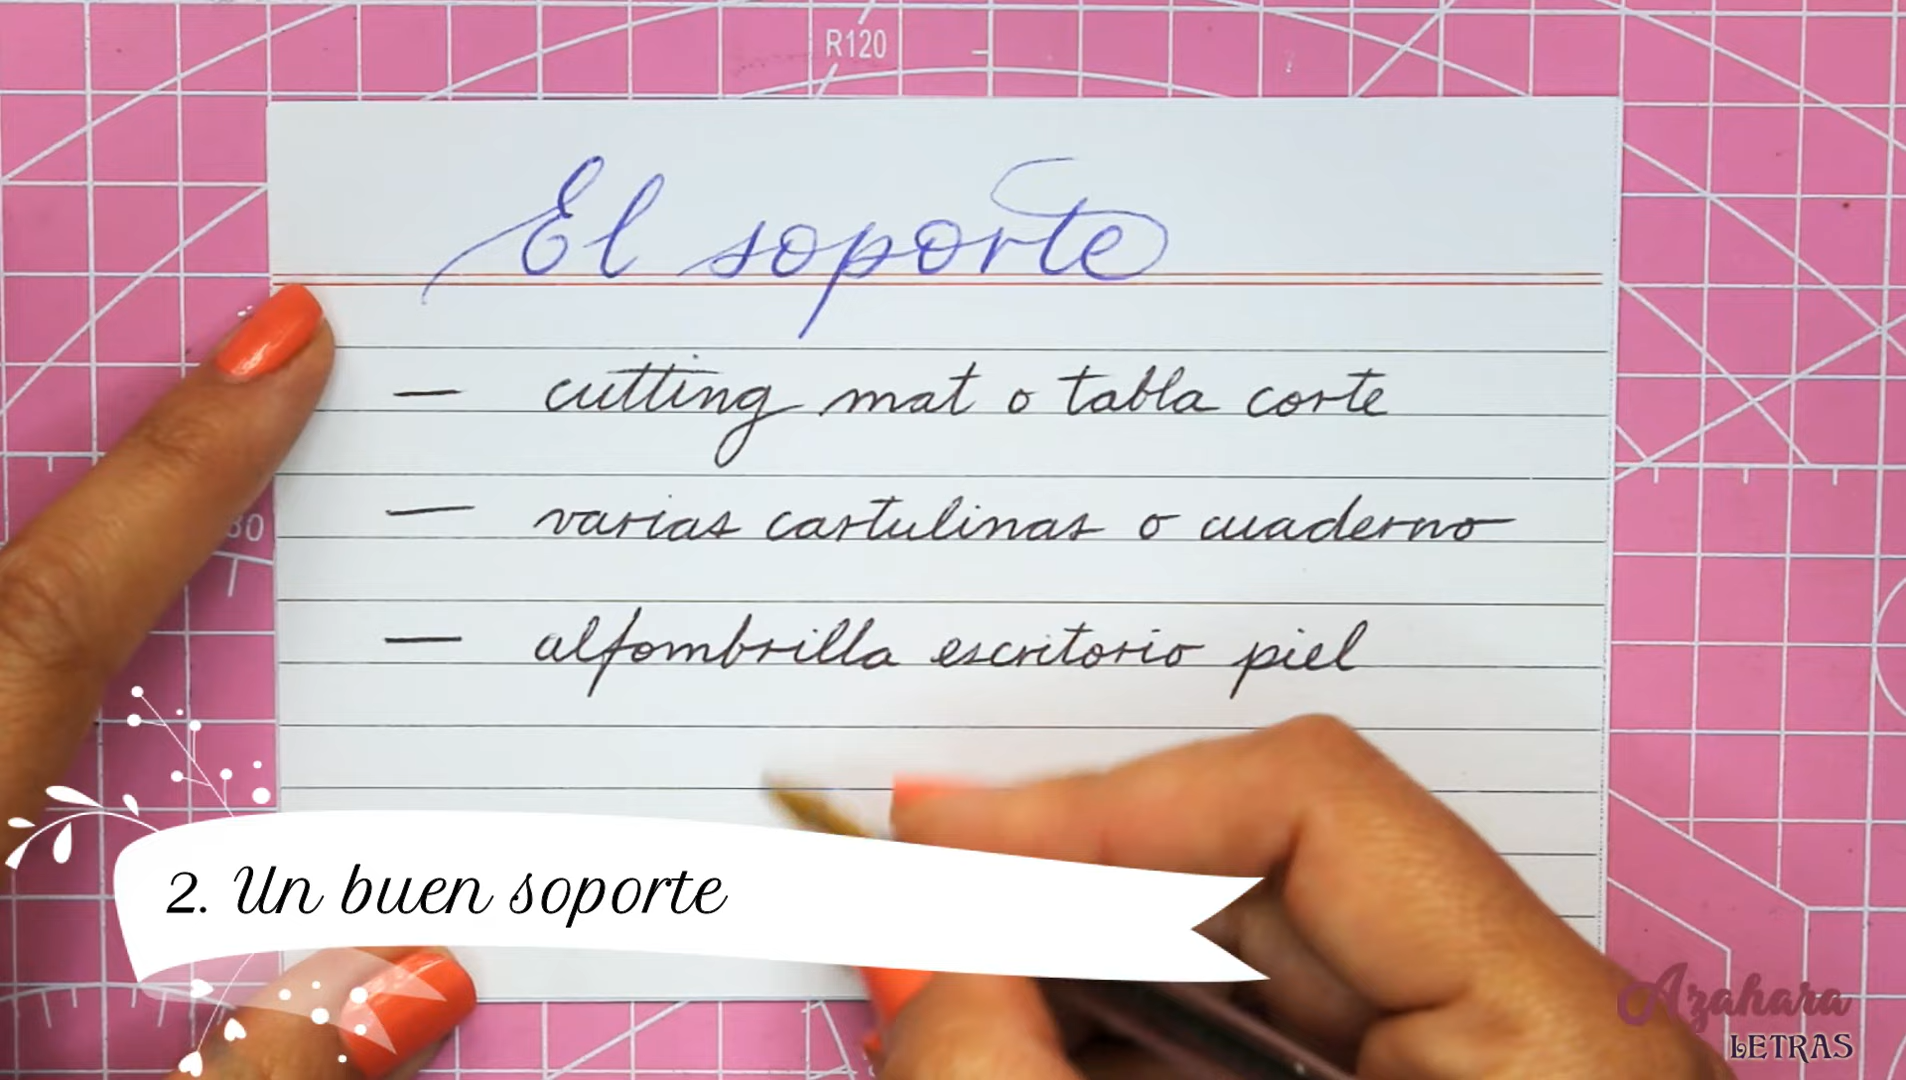 R120
El soporte
— cutting mat o tabla corte
— varias cartulinas o cuaderno
— alfombrilla escritorio piel
2. Un buen soporte
Azahara
LETRAS